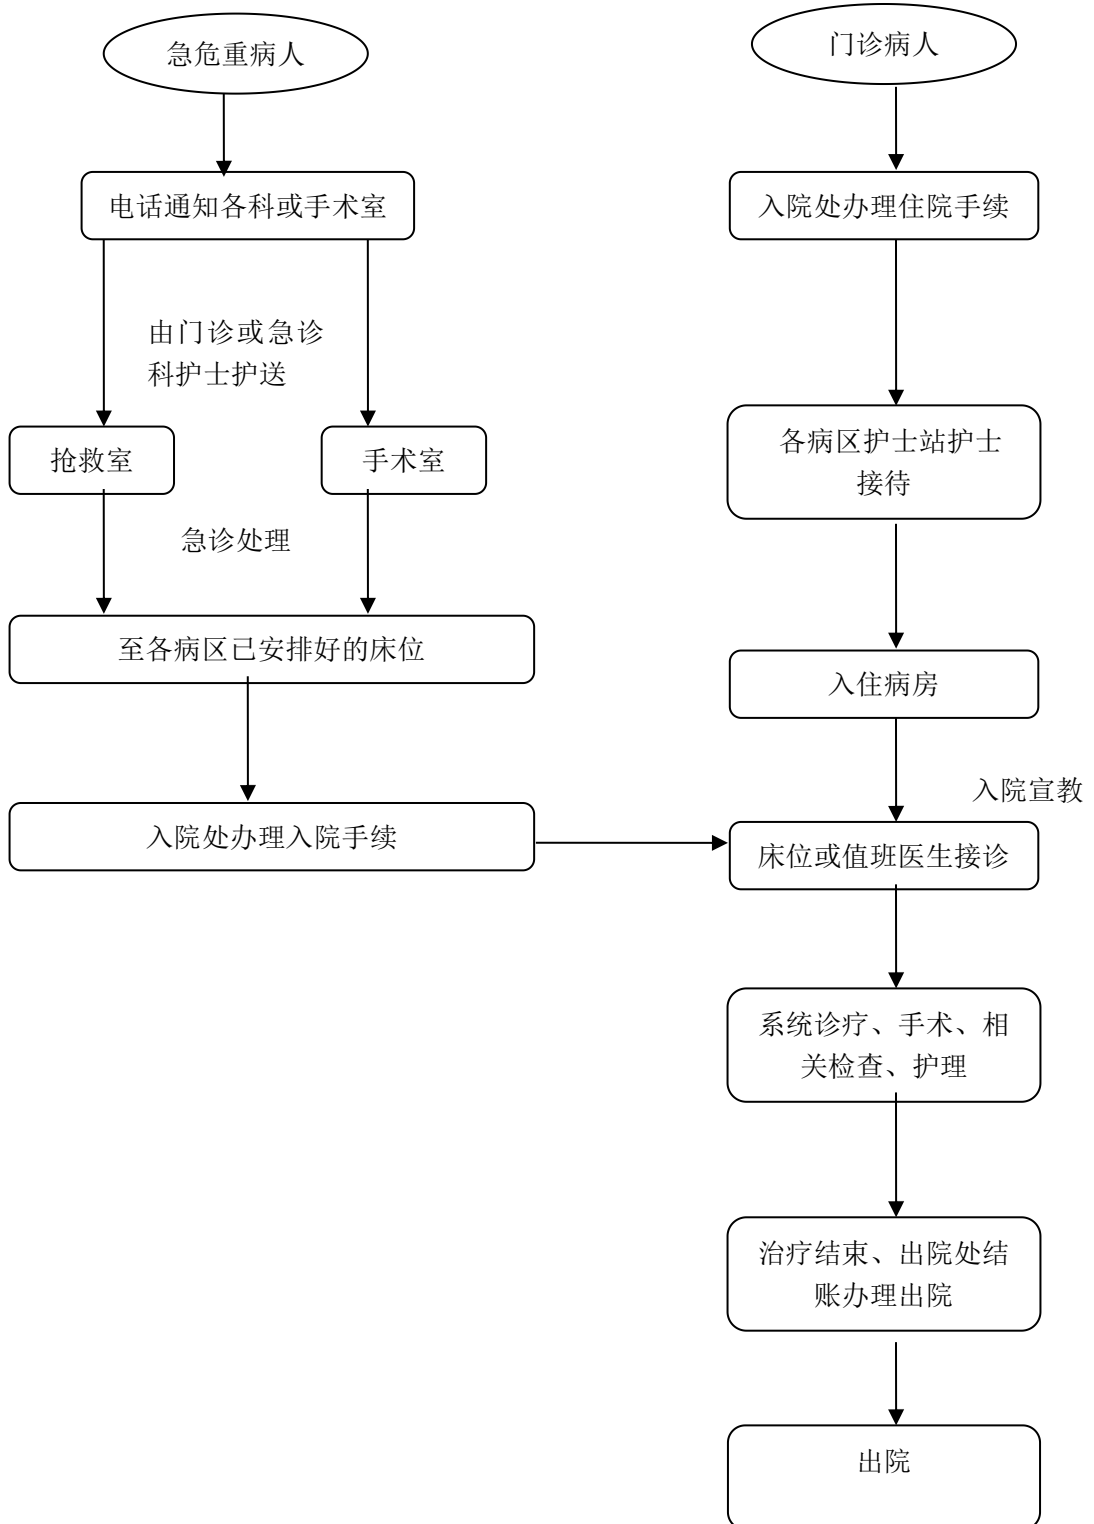 急危重病人
电话通知各科或手术室
由门诊或急诊
科护士护送
抢救室
手术室
急诊处理
至各病区已安排好的床位
入院处办理入院手续
门诊病人
入院处办理住院手续
各病区护士站护士
接待
入住病房
入院宣教
床位或值班医生接诊
系统诊疗、手术、相
关检查、护理
治疗结束、出院处结
账办理出院
出院